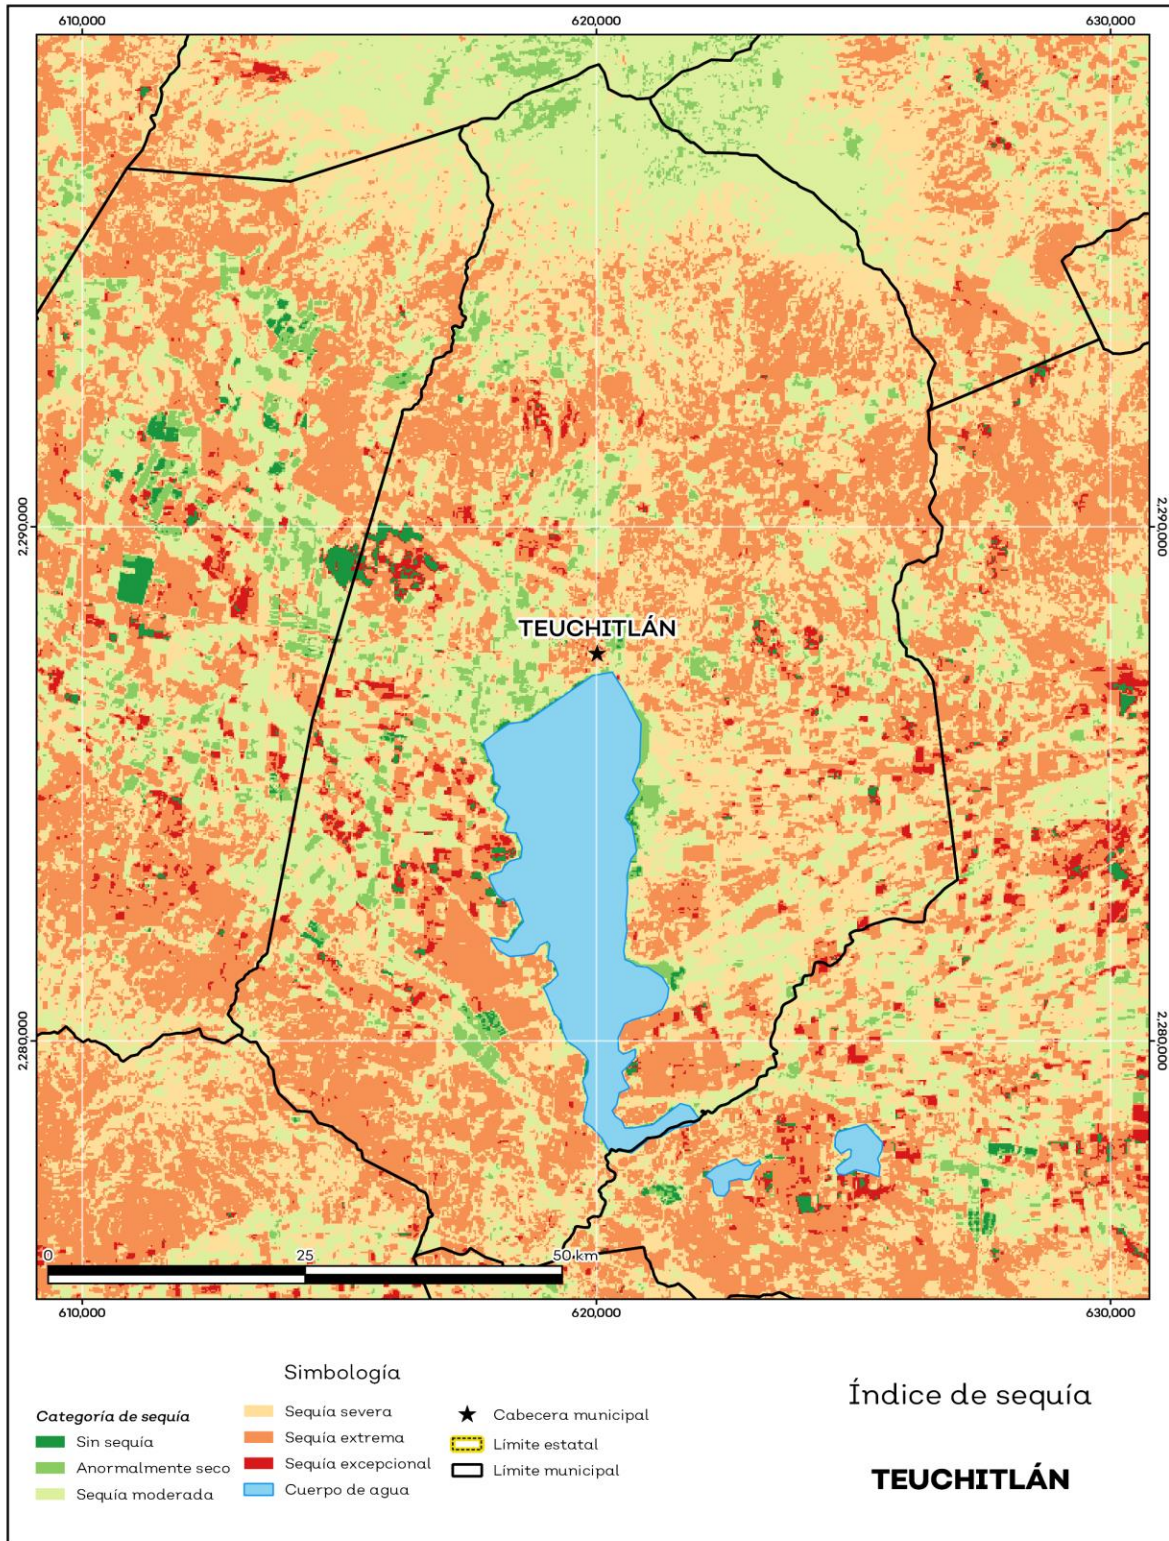 610,000 620,000 630,000
2,290,000 2,290,000
TEUCHITLÁN
2,280,000 2,280,000
0 25 50 km
610,000 620,000 630,000
Simbología
Categoría de sequía
Sin sequía
Anormalmente seco
Sequía moderada
Sequía severa
Sequía extrema
Sequía excepcional
Cuerpo de agua
Cabecera municipal
Límite estatal
Límite municipal
Índice de sequía
TEUCHITLÁN